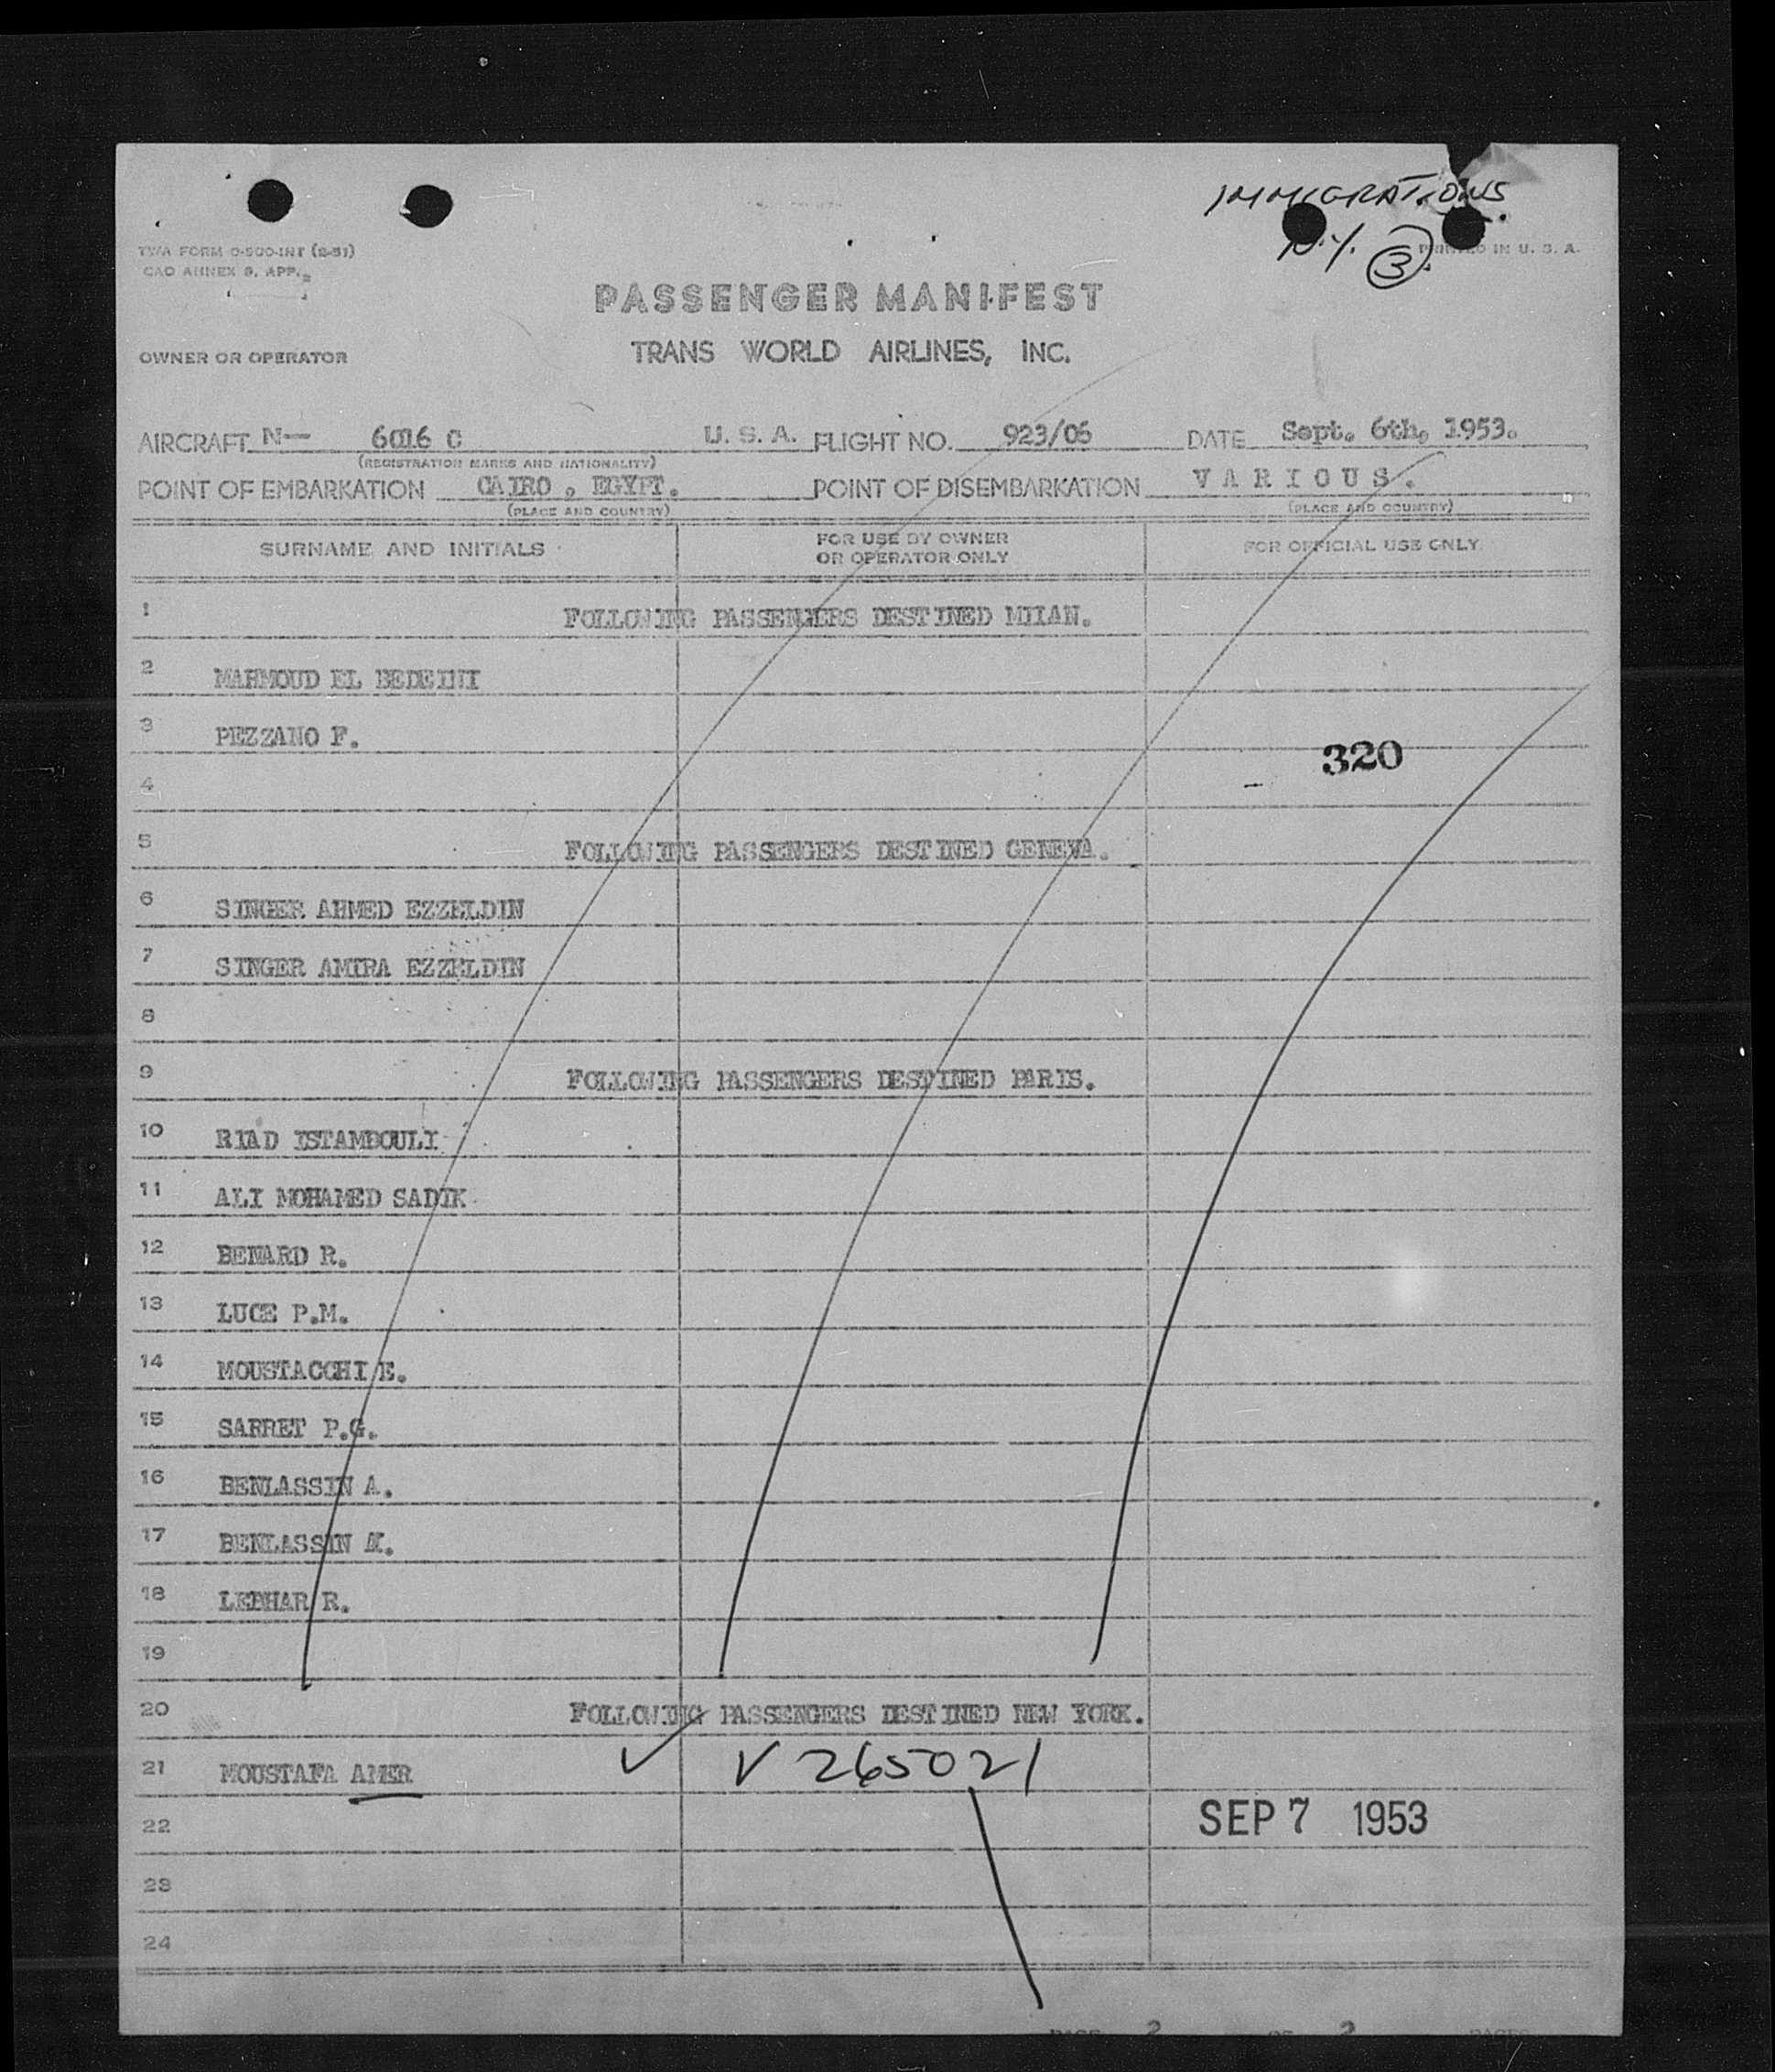 IMMIGRATIONS.
N.Y. (3)
TWA FORM O-500-INT (2-51)
CAO ANNEX 9, APP.
PRINTED IN U. S. A.
PASSENGER MANIFEST
OWNER OR OPERATOR TRANS WORLD AIRLINES, INC.
AIRCRAFT N— 6016 C U. S. A. FLIGHT NO. 923/06 DATE Sept. 6th, 1953.
(REGISTRATION MARKS AND NATIONALITY)
POINT OF EMBARKATION CAIRO , EGYPT. POINT OF DISEMBARKATION V A R I O U S .
(PLACE AND COUNTRY) (PLACE AND COUNTRY)
SURNAME AND INITIALS FOR USE BY OWNER OR OPERATOR ONLY FOR OFFICIAL USE ONLY
1 FOLLOWING PASSENGERS DESTINED MILAN.
2 MAHMOUD EL BEDEINI
3 PEZZANO F.
320
4
5 FOLLOWING PASSENGERS DESTINED GENEVA.
6 SINGER AHMED EZZELDIN
7 SINGER AMIRA EZZELDIN
8
9 FOLLOWING PASSENGERS DESTINED PARIS.
10 RIAD ISTAMBOULI
11 ALI MOHAMED SADIK
12 BENARD R.
13 LUCE P.M.
14 MOUSTACCHI E.
15 SARRET P.G.
16 BENLASSIN A.
17 BENLASSIN
18 LEBHAR R.
19
20 FOLLOWING PASSENGERS DESTINED NEW YORK.
21 MOUSTAFA AMER ✓ V 265021
22 SEP 7 1953
23
24
PAGE 2 OF 2 PAGES